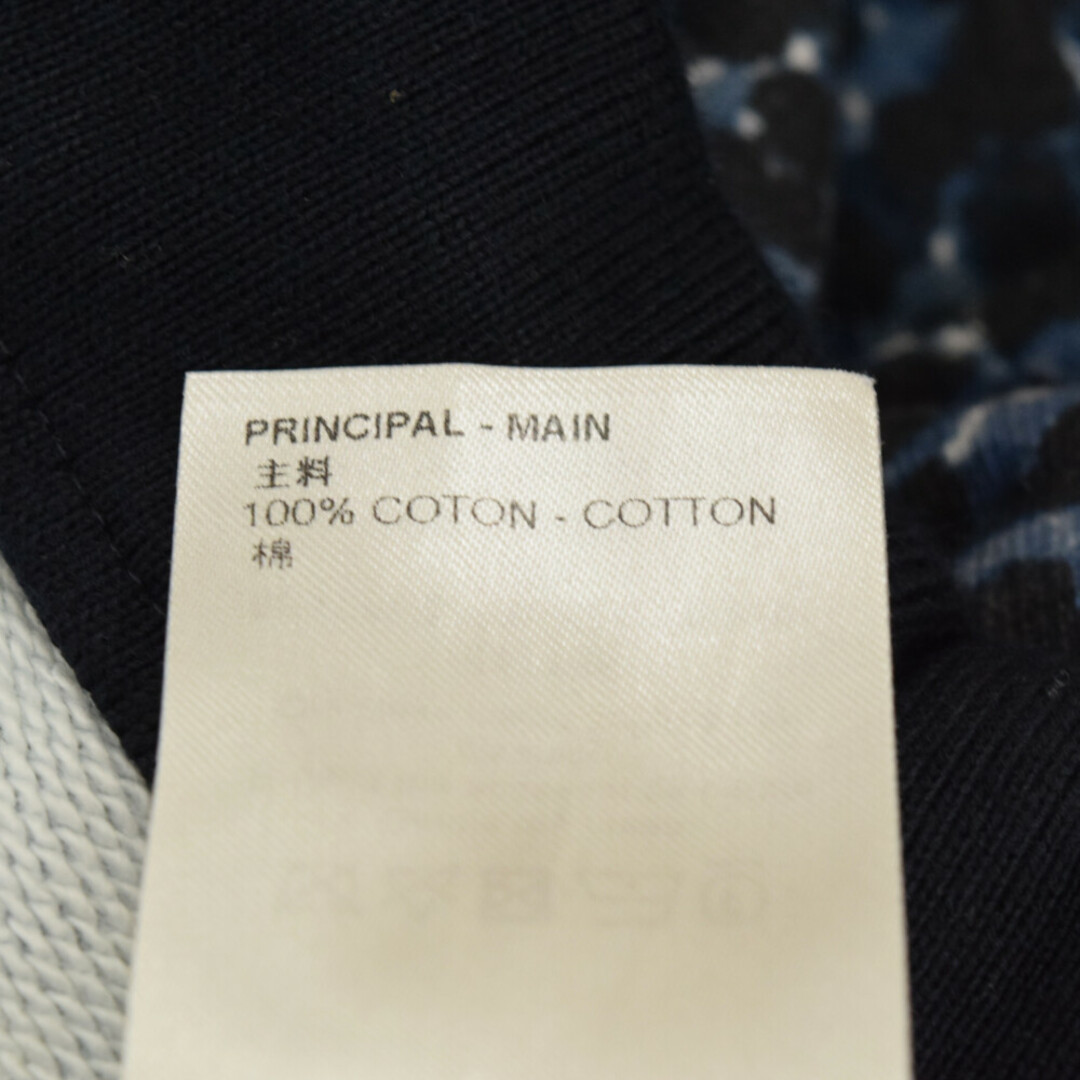 PRINCIPAL - MAIN
主料
100% COTON - COTTON
棉